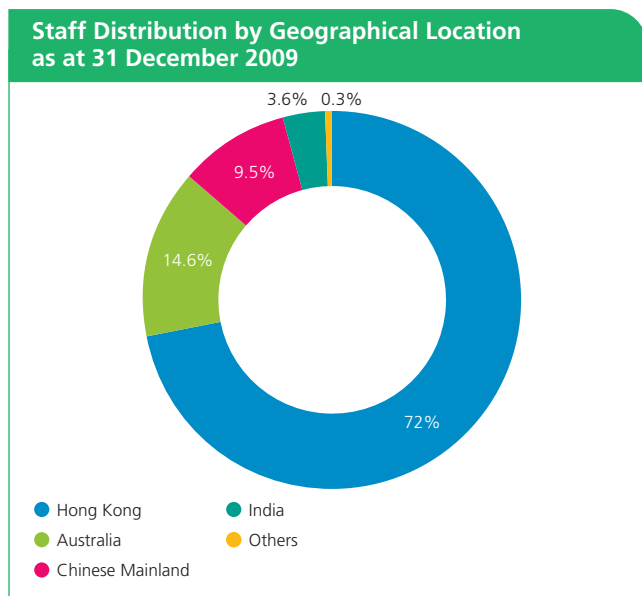 Staff Distribution by Geographical Location
as at 31 December 2009
3.6% 0.3%
9.5%
14.6%
72%
Hong Kong
Australia
Chinese Mainland
India
Others